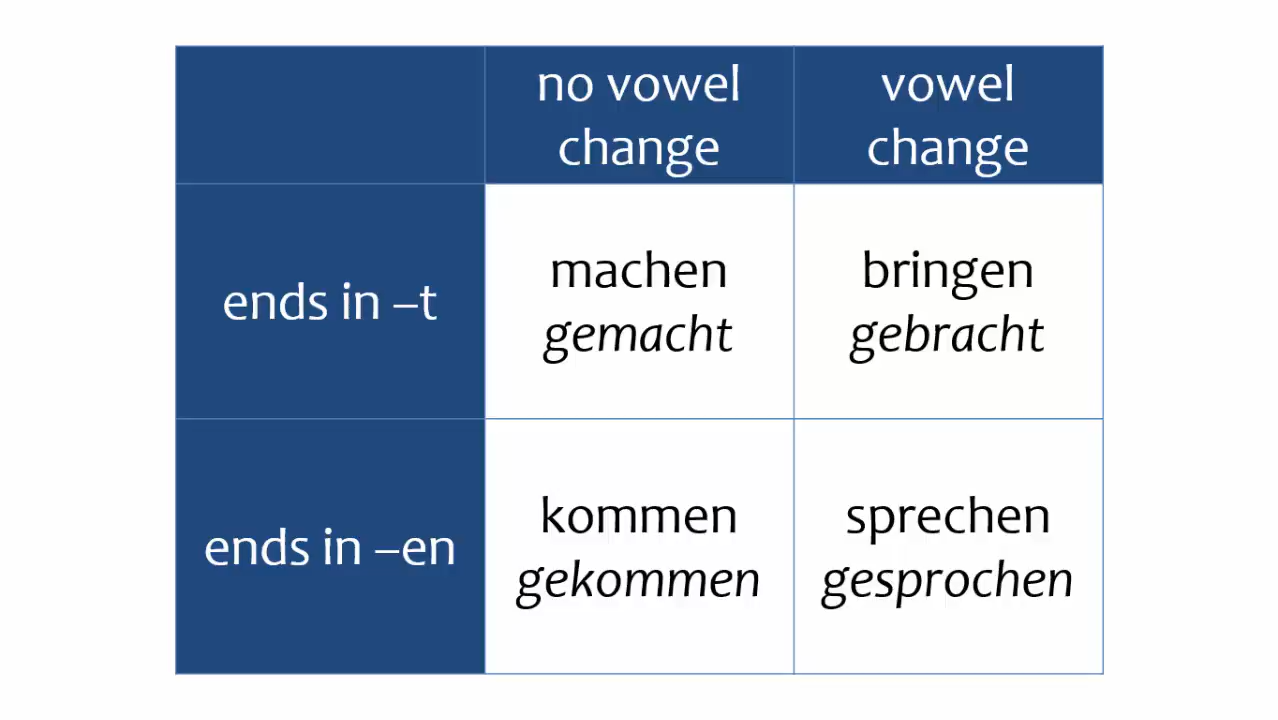 no vowel
change
vowel
change
ends in –t
machen
gemacht
bringen
gebracht
ends in –en
kommen
gekommen
sprechen
gesprochen